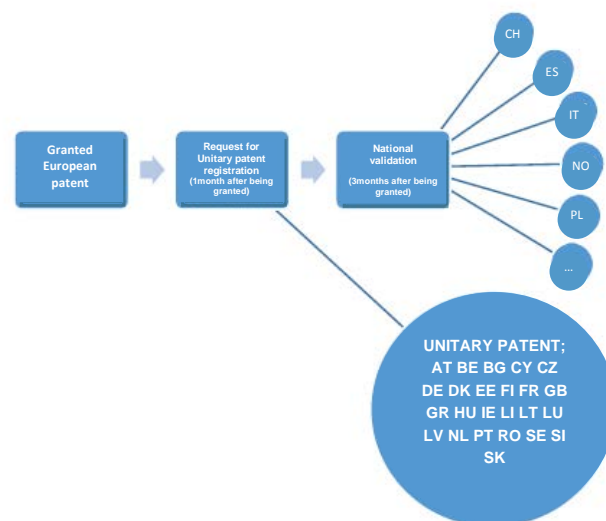 Granted
European
patent
Request for
Unitary patent
registration
(1month after being
granted)
National
validation
(3months after being
granted)
CH
ES
IT
NO
PL
...
UNITARY PATENT;
AT BE BG CY CZ
DE DK EE FI FR GB
GR HU IE LI LT LU
LV NL PT RO SE SI
SK